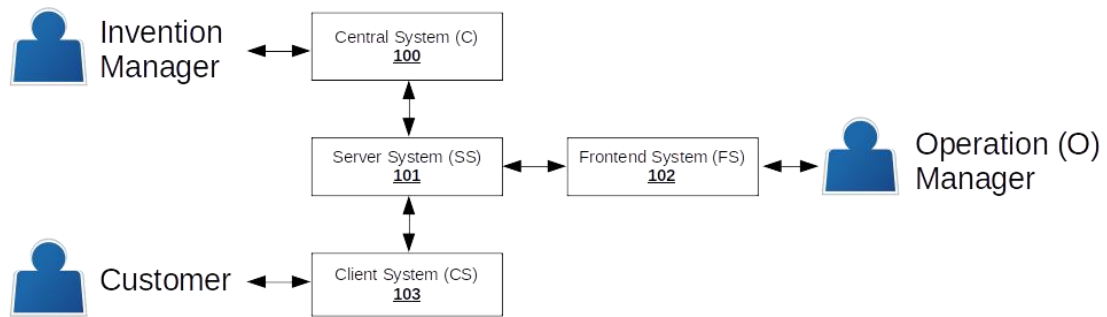 Invention
Manager
Central System (C)
100
Server System (SS)
101
Frontend System (FS)
102
Operation (O)
Manager
Customer
Client System (CS)
103